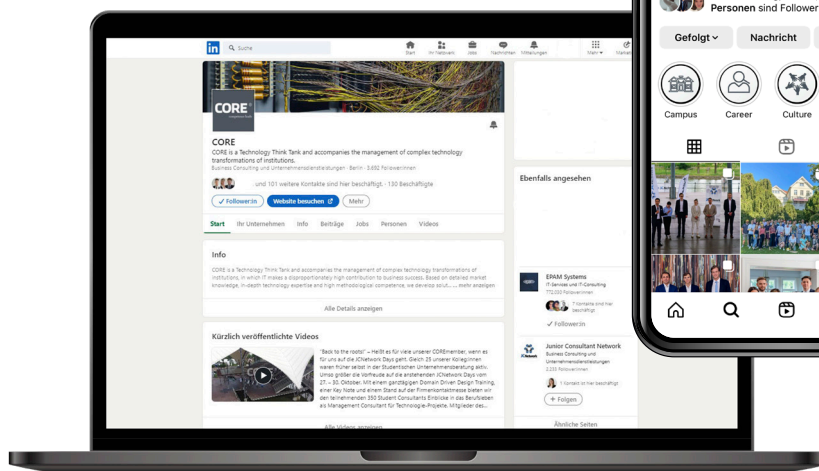 Suche
Start
Ihr Netzwerk
Jobs
Nachrichten
Mitteilungen
Mehr
CORE
CORE
CORE is a Technology Think Tank and accompanies the management of complex technology
transformations of institutions.
Business Consulting und Unternehmensdienstleistungen · Berlin · 3.692 Follower:innen
und 101 weitere Kontakte sind hier beschäftigt. · 130 Beschäftigte
✓ Follower:in
Website besuchen
Mehr
Start
Ihr Unternehmen
Info
Beiträge
Jobs
Personen
Videos
Info
CORE is a Technology Think Tank and accompanies the management of complex technology transformations of
institutions, in which IT makes a disproportionately high contribution to business success. Based on detailed market
knowledge, in-depth technology expertise and high methodological competence, we develop solut... ... mehr anzeigen
Alle Details anzeigen
Kürzlich veröffentlichte Videos
"Back to the roots!" – Heißt es für viele unserer COREmember, wenn es
für uns auf die JCNetwork Days geht. Gleich 25 unserer Kolleg:innen
waren früher selbst in der Studentischen Unternehmensberatung aktiv.
Umso größer die Vorfreude auf die anstehenden JCNetwork Days vom
27. – 30. Oktober. Mit einem ganztägigen Domain Driven Design Training,
einer Key Note und einem Stand auf der Firmenkontaktmesse bieten wir
den teilnehmenden 350 Student Consultants Einblicke in das Berufsleben
als Management Consultant für Technologie-Projekte. Mitglieder des...
Alle Videos anzeigen
Ebenfalls angesehen
EPAM Systems
IT-Services und IT-Consulting
7 Kontakte sind hier
beschäftigt
✓ Follower:in
Junior Consultant Network
Business Consulting und
Unternehmensdienstleistungen
1 Kontakt ist hier beschäftigt
+ Folgen
Ähnliche Seiten
Personen sind Follower
Gefolgt
Nachricht
Campus
Career
Culture